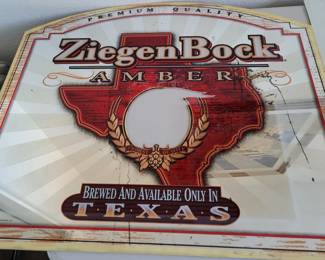 PREMIUM QUALITY
ZIEGENBOCK
AMBER
BREWED AND AVAILABLE ONLY IN
TEXAS